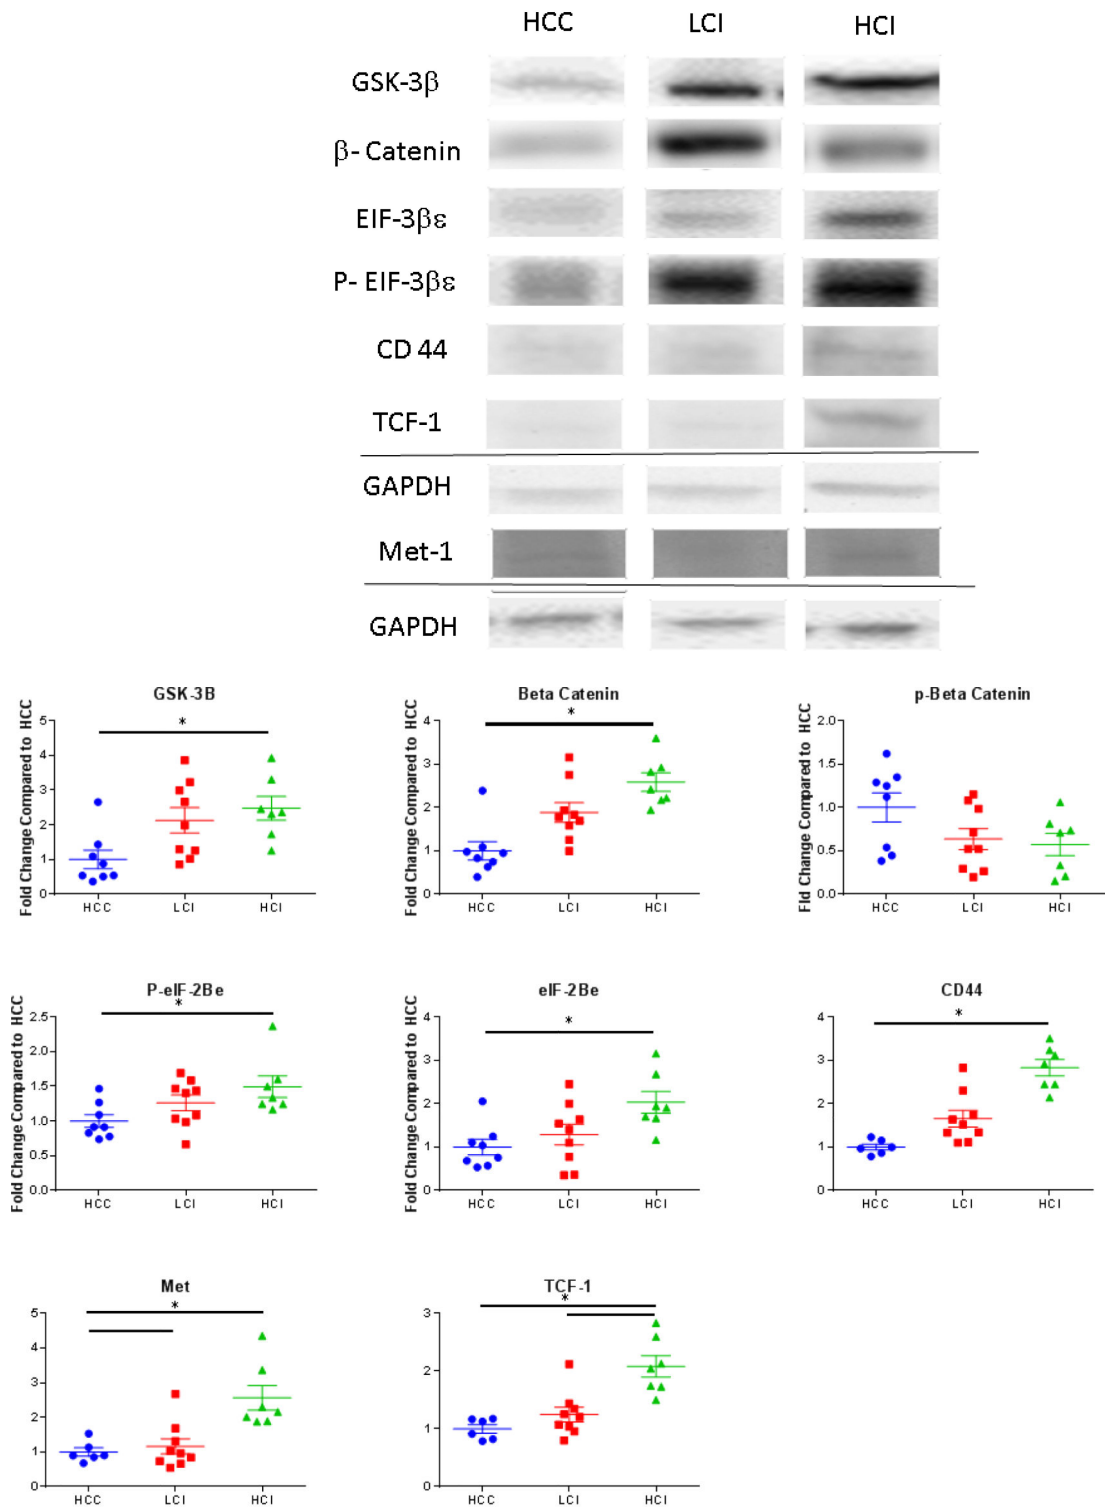 HCC LCI HCI
GSK-3β
β- Catenin
EIF-3βε
P- EIF-3βε
CD 44
TCF-1
GAPDH
Met-1
GAPDH
GSK-3B
Fold Change Compared to HCC
5
4
3
2
1
0
*
HCC LCI HCI
Beta Catenin
Fold Change Compared to HCC
4
3
2
1
0
*
HCC LCI HCI
p-Beta Catenin
Fld Change Compared to HCC
2.0
1.5
1.0
0.5
0.0
HCC LCI HCI
P-eIF-2Be
Fold Change Compared to HCC
2.5
2.0
1.5
1.0
0.5
0.0
*
HCC LCI HCI
eIF-2Be
Fold Change Compared to HCC
4
3
2
1
0
*
HCC LCI HCI
CD44
4
3
2
1
0
*
HCC LCI HCI
Met
5
4
3
2
1
0
*
HCC LCI HCI
TCF-1
3
2
1
0
*
HCC LCI HCI